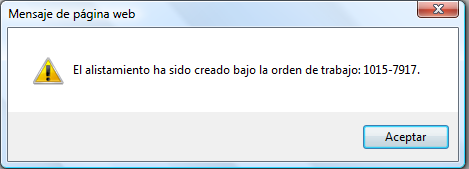 Mensaje de página web
El alistamiento ha sido creado bajo la orden de trabajo: 1015-7917.
Aceptar